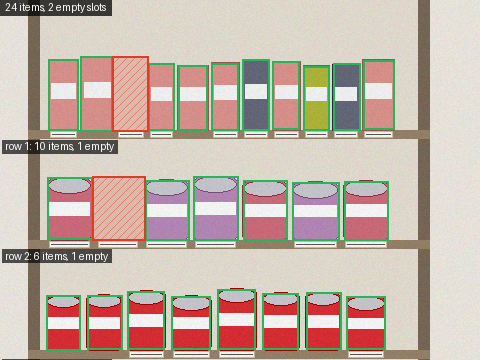 24 items, 2 empty slots
row 1: 10 items, 1 empty
row 2: 6 items, 1 empty